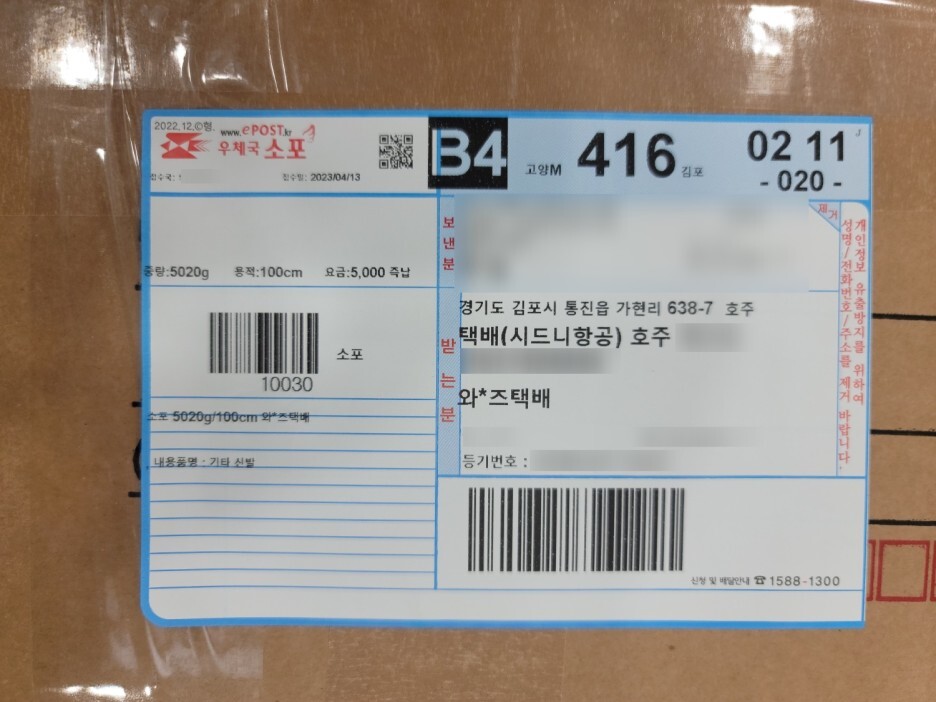 2022.12.ⓒ형.
www.ePOST.kr
우체국 소포
접수국:
접수일: 2023/04/13
B4 고양M 416 김포
02 11
- 020 -
J
중량:5020g 용적:100cm 요금:5,000 즉납
소포
10030
소포 5020g/100cm 와*즈택배
내용품명 : 기타 신발
보낸분
제거
받는분
경기도 김포시 통진읍 가현리 638-7 호주
택배(시드니항공) 호주
와*즈택배
등기번호 :
개인정보 유출방지를 위하여
성명/전화번호/주소를 제거 바랍니다.
신청 및 배달안내 ☎1588-1300